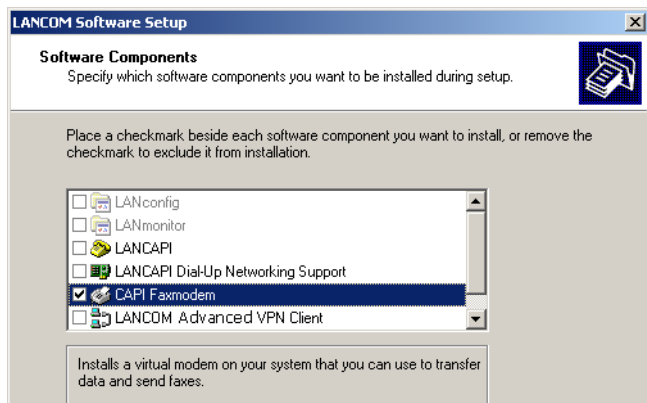 LANCOM Software Setup
Software Components
Specify which software components you want to be installed during setup.
Place a checkmark beside each software component you want to install, or remove the
checkmark to exclude it from installation.
LANconfig
LANmonitor
LANCAPI
LANCAPI Dial-Up Networking Support
CAPI Faxmodem
LANCOM Advanced VPN Client
Installs a virtual modem on your system that you can use to transfer
data and send faxes.